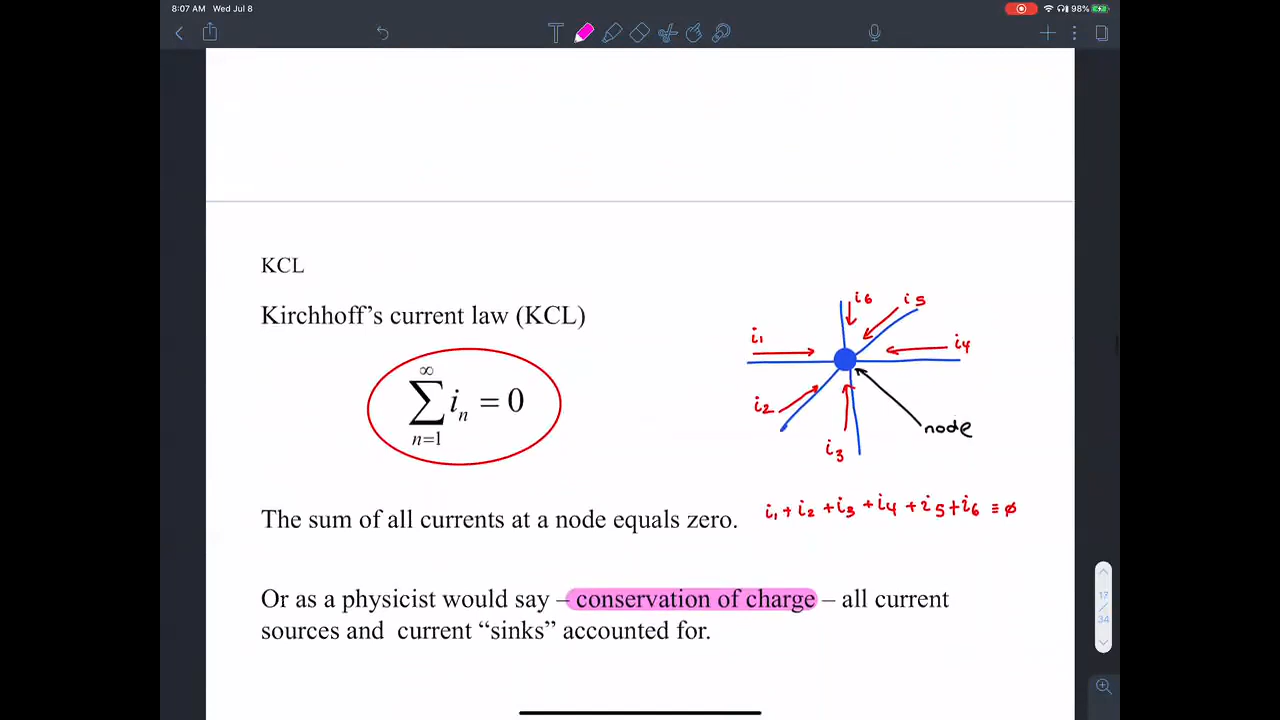 8:07 AM Wed Jul 8
98%
T
KCL
Kirchhoff’s current law (KCL)
∞
∑ iₙ = 0
n=1
i₆
i₅
i₁
i₄
i₂
i₃
node
The sum of all currents at a node equals zero.
i₁ + i₂ + i₃ + i₄ + i₅ + i₆ ≡ ø
Or as a physicist would say – conservation of charge – all current
sources and current “sinks” accounted for.
17
/
34